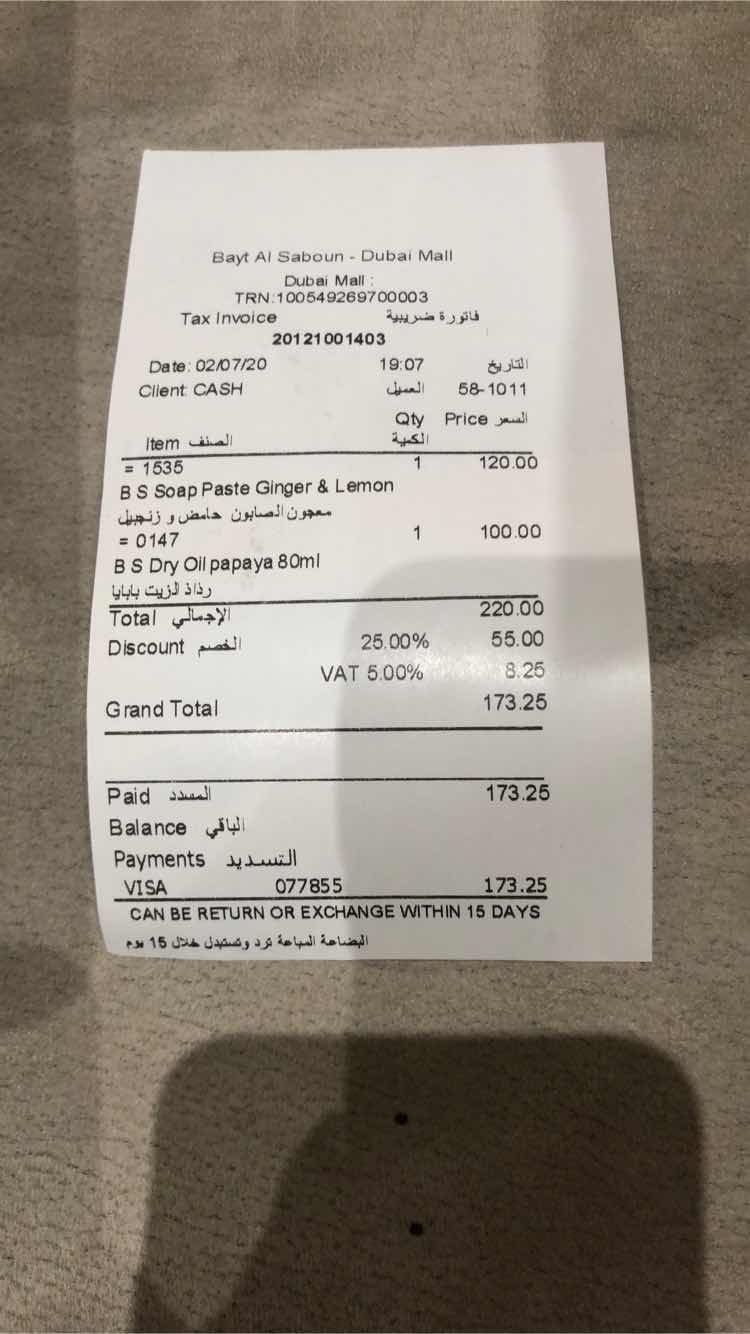 Bayt Al Saboun - Dubai Mall
Dubai Mall :
TRN:100549269700003
Tax Invoice فاتورة ضريبية
20121001403
Date: 02/07/20 19:07 التاريخ
Client: CASH العميل 58-1011
Qty Price السعر
Item الصنف الكمية
= 1535 1 120.00
B S Soap Paste Ginger & Lemon
معجون الصابون حامض و زنجبيل
= 0147 1 100.00
B S Dry Oil papaya 80ml
رذاذ الزيت بابايا
Total الإجمالي 220.00
Discount الخصم 25.00% 55.00
VAT 5.00% 8.25
Grand Total 173.25
Paid المسدد 173.25
Balance الباقي
Payments التسديد
VISA 077855 173.25
CAN BE RETURN OR EXCHANGE WITHIN 15 DAYS
البضاعة المباعة ترد وتستبدل خلال 15 يوم